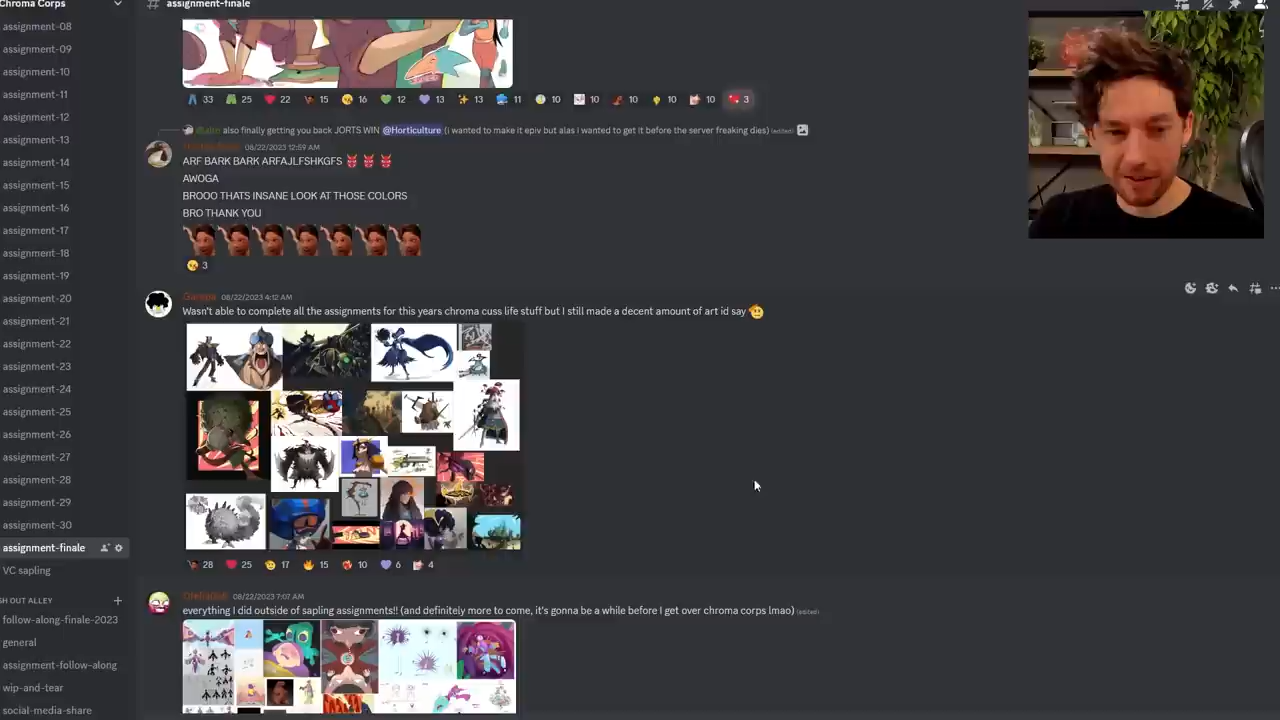 Chroma Corps
assignment-08
assignment-09
assignment-10
assignment-11
assignment-12
assignment-13
assignment-14
assignment-15
assignment-16
assignment-17
assignment-18
assignment-19
assignment-20
assignment-21
assignment-22
assignment-23
assignment-24
assignment-25
assignment-26
assignment-27
assignment-28
assignment-29
assignment-30
assignment-finale
VC sapling
SH OUT ALLEY
follow-along-finale-2023
general
assignment-follow-along
wip-and-tear
social-media-share
# assignment-finale
33 25 22 15 16 12 13 13 11 10 10 10 10 10 3
also finally getting you back JORTS WIN @Horticulture (i wanted to make it epiv but alas i wanted to get it before the server freaking dies) (edited)
08/22/2023 12:59 AM
ARF BARK BARK ARFAJLFSHKGFS
AWOGA
BROOO THATS INSANE LOOK AT THOSE COLORS
BRO THANK YOU
3
08/22/2023 4:12 AM
Wasn't able to complete all the assignments for this years chroma cuss life stuff but I still made a decent amount of art id say
28 25 17 15 10 6 4
08/22/2023 7:07 AM
everything I did outside of sapling assignments!! (and definitely more to come, it's gonna be a while before I get over chroma corps lmao) (edited)